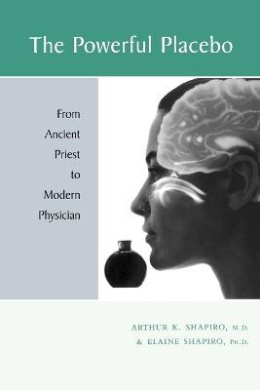 The Powerful Placebo
From
Ancient
Priest
to
Modern
Physician
ARTHUR K. SHAPIRO, M.D.
& ELAINE SHAPIRO, PH.D.